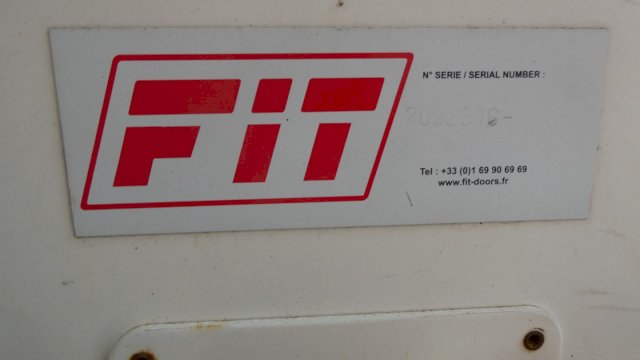 FiT
N° SERIE / SERIAL NUMBER :
Tel : +33 (0)1 69 90 69 69
www.fit-doors.fr